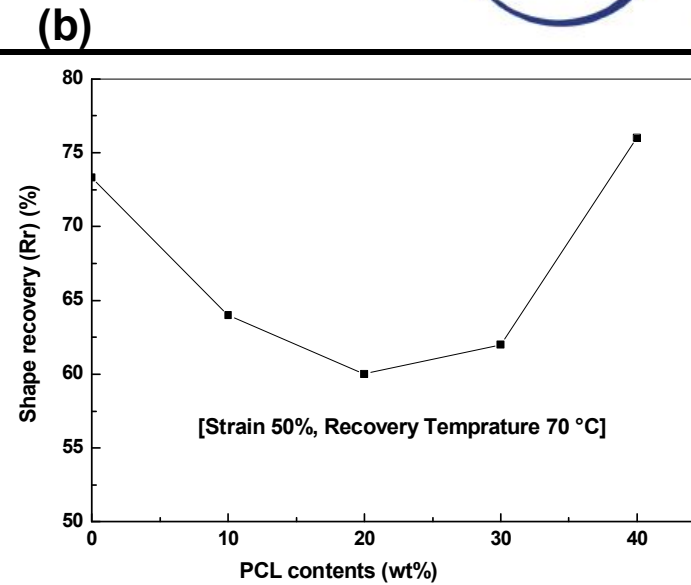 (b)
80
75
70
65
60
55
50
Shape recovery (Rr) (%)
[Strain 50%, Recovery Temprature 70 °C]
0 10 20 30 40
PCL contents (wt%)